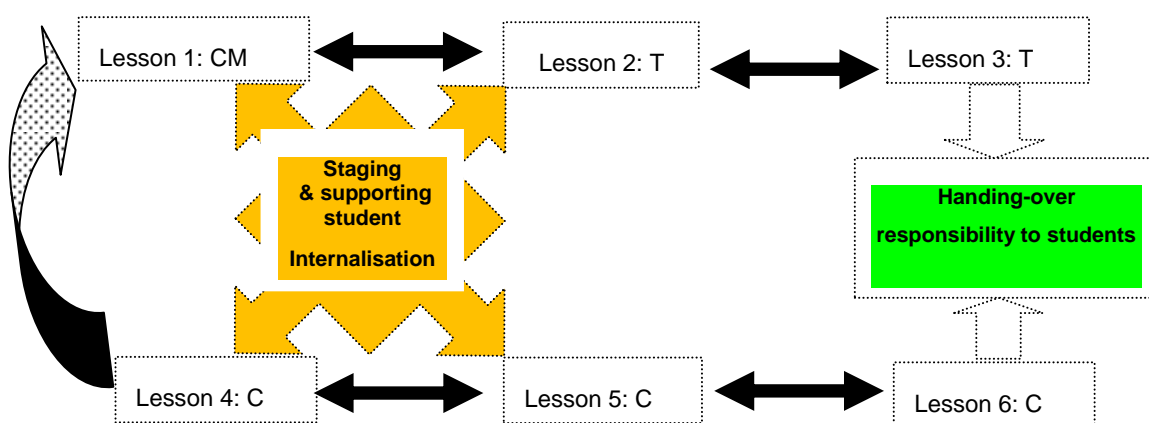 Lesson 1: CM
Lesson 2: T
Lesson 3: T
Staging
& supporting
student
Internalisation
Handing-over
responsibility to students
Lesson 4: C
Lesson 5: C
Lesson 6: C